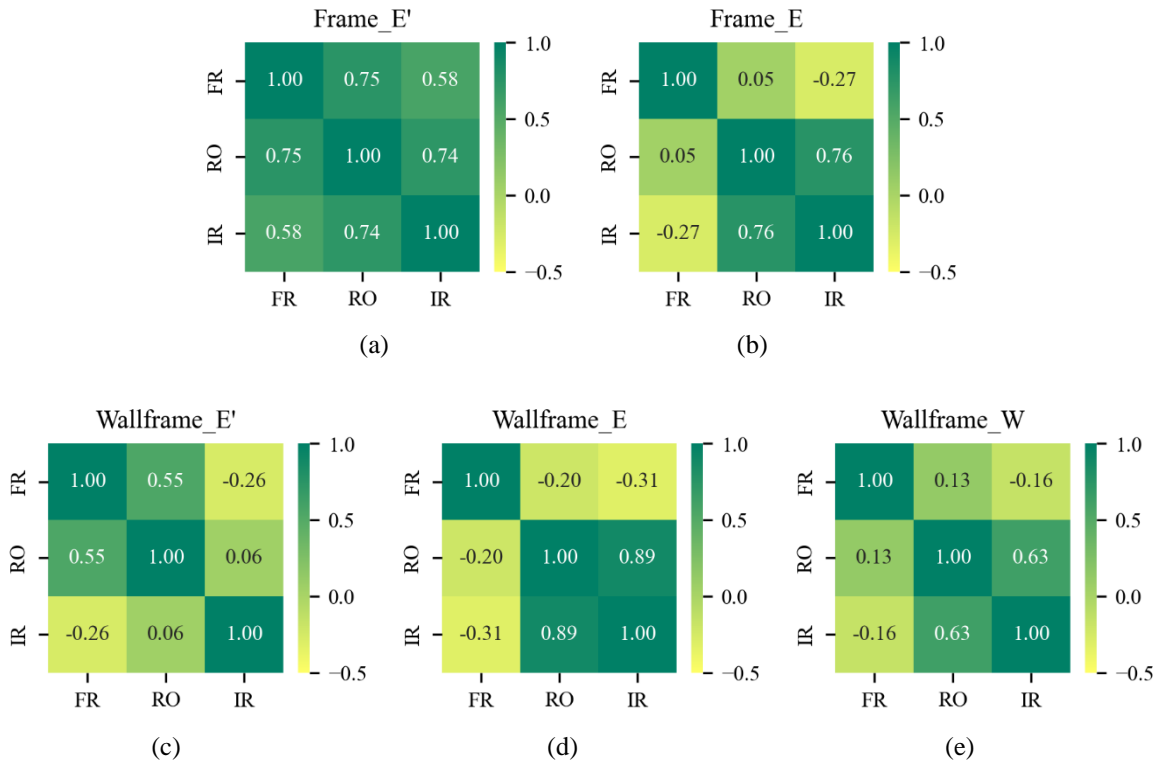 Frame_E'
FR 1.00 0.75 0.58
RO 0.75 1.00 0.74
IR 0.58 0.74 1.00
FR RO IR
1.0
0.5
0.0
−0.5
(a)
Frame_E
FR 1.00 0.05 -0.27
RO 0.05 1.00 0.76
IR -0.27 0.76 1.00
FR RO IR
1.0
0.5
0.0
−0.5
(b)
Wallframe_E'
FR 1.00 0.55 -0.26
RO 0.55 1.00 0.06
IR -0.26 0.06 1.00
FR RO IR
1.0
0.5
0.0
−0.5
(c)
Wallframe_E
FR 1.00 -0.20 -0.31
RO -0.20 1.00 0.89
IR -0.31 0.89 1.00
FR RO IR
1.0
0.5
0.0
−0.5
(d)
Wallframe_W
FR 1.00 0.13 -0.16
RO 0.13 1.00 0.63
IR -0.16 0.63 1.00
FR RO IR
1.0
0.5
0.0
−0.5
(e)